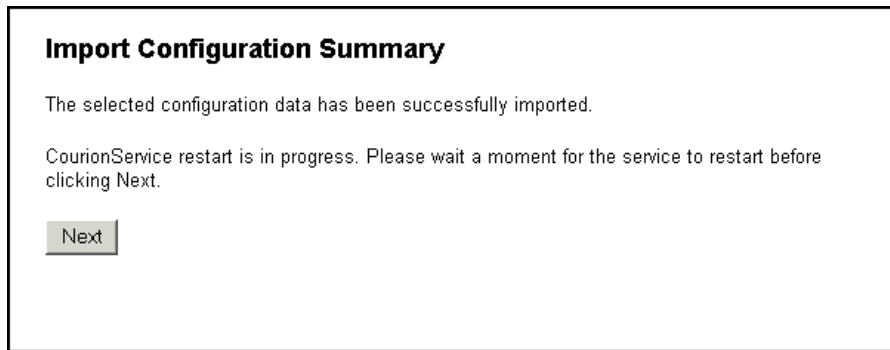 Import Configuration Summary
The selected configuration data has been successfully imported.
CourionService restart is in progress. Please wait a moment for the service to restart before
clicking Next.
Next